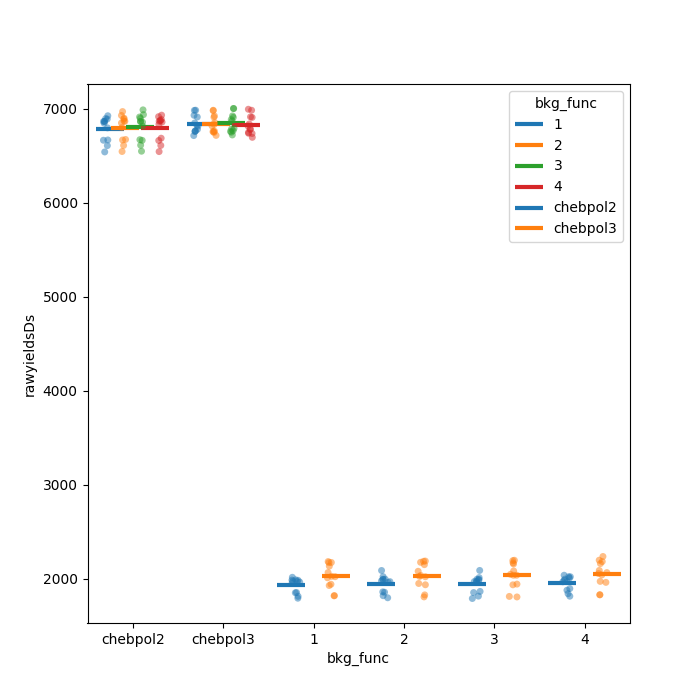 bkg_func
1
2
3
4
chebpol2
chebpol3
7000
6000
5000
4000
3000
2000
rawyieldsDs
chebpol2 chebpol3 1 2 3 4
bkg_func